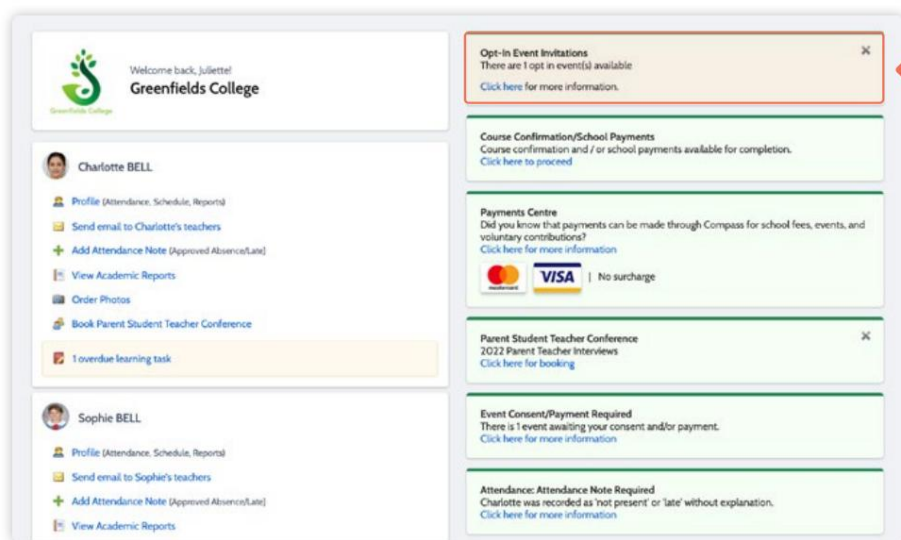 Greenfields College
Welcome back, Juliette!
Greenfields College
Charlotte BELL
Profile (Attendance, Schedule, Reports)
Send email to Charlotte's teachers
Add Attendance Note (Approved Absence/Late)
View Academic Reports
Order Photos
Book Parent Student Teacher Conference
1 overdue learning task
Sophie BELL
Profile (Attendance, Schedule, Reports)
Send email to Sophie's teachers
Add Attendance Note (Approved Absence/Late)
View Academic Reports
Opt-In Event Invitations
There are 1 opt in event(s) available
Click here for more information.
Course Confirmation/School Payments
Course confirmation and / or school payments available for completion.
Click here to proceed
Payments Centre
Did you know that payments can be made through Compass for school fees, events, and
voluntary contributions?
Click here for more information
mastercard VISA | No surcharge
Parent Student Teacher Conference
2022 Parent Teacher Interviews
Click here for booking
Event Consent/Payment Required
There is 1 event awaiting your consent and/or payment.
Click here for more information
Attendance: Attendance Note Required
Charlotte was recorded as 'not present' or 'late' without explanation.
Click here for more information